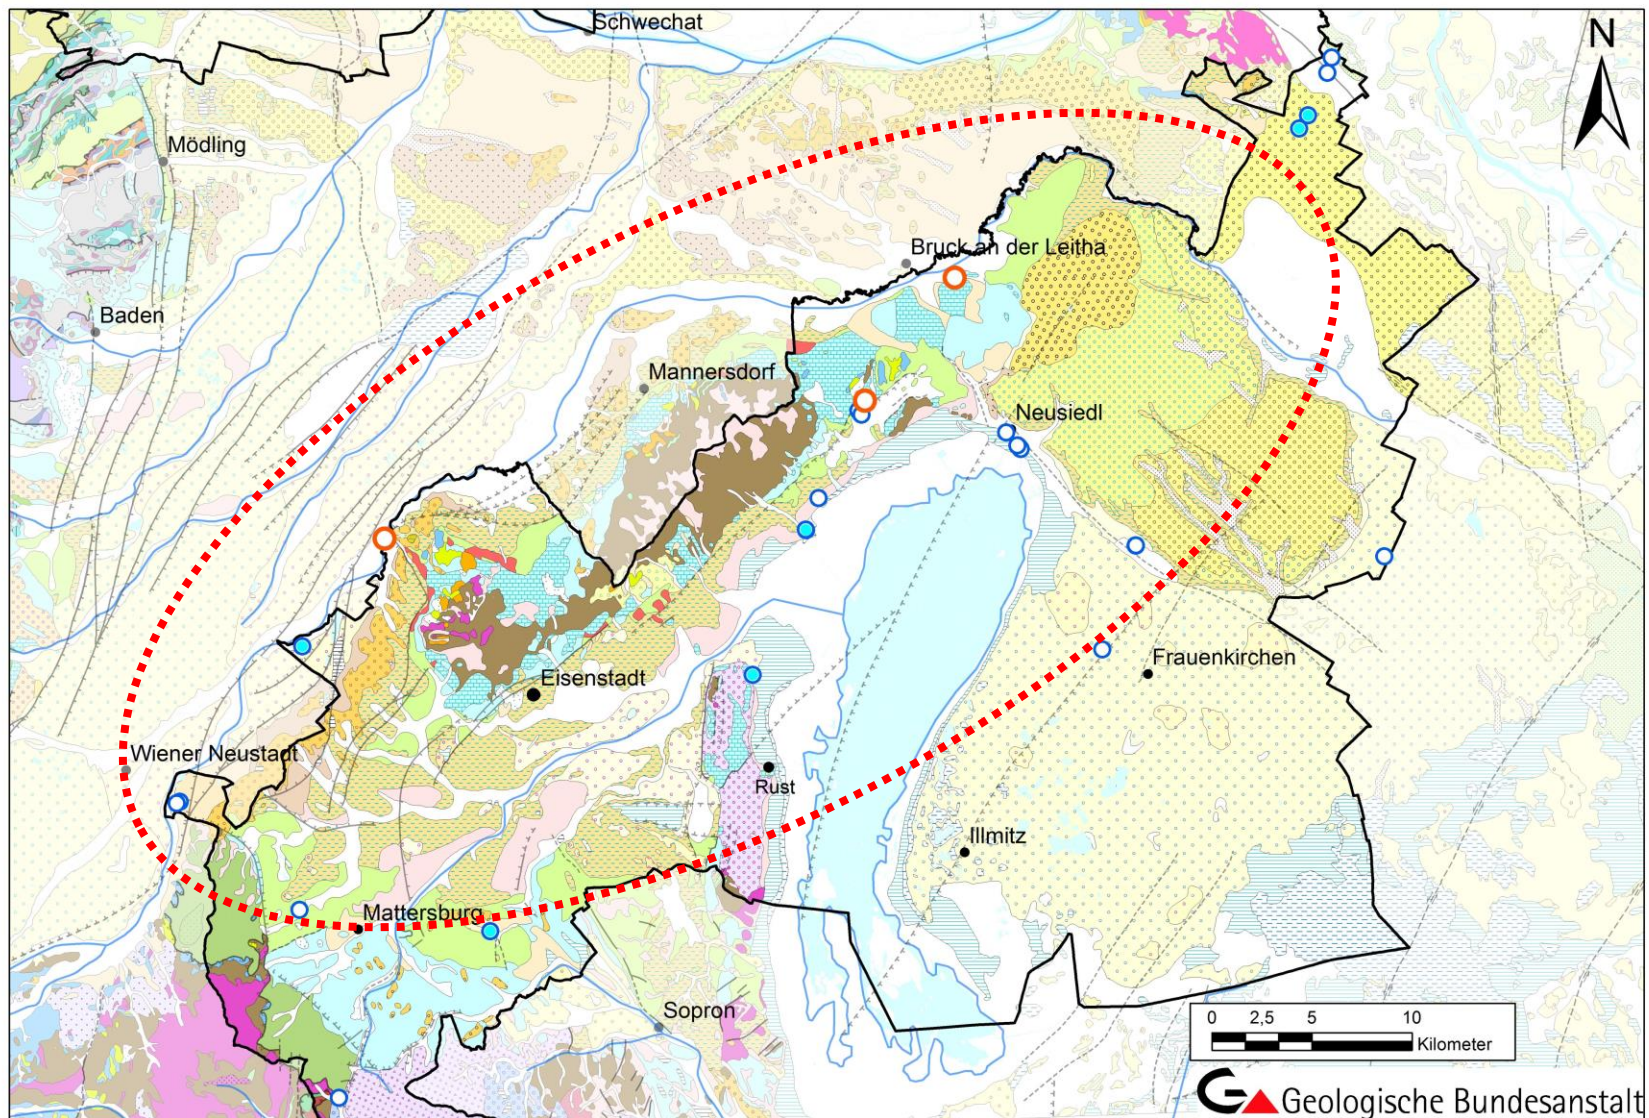 Schwechat
N
Mödling
Bruck an der Leitha
Baden
Mannersdorf
Neusiedl
Frauenkirchen
Eisenstadt
Wiener Neustadt
Rust
Illmitz
Mattersburg
Sopron
0 2,5 5 10
Kilometer
Geologische Bundesanstalt